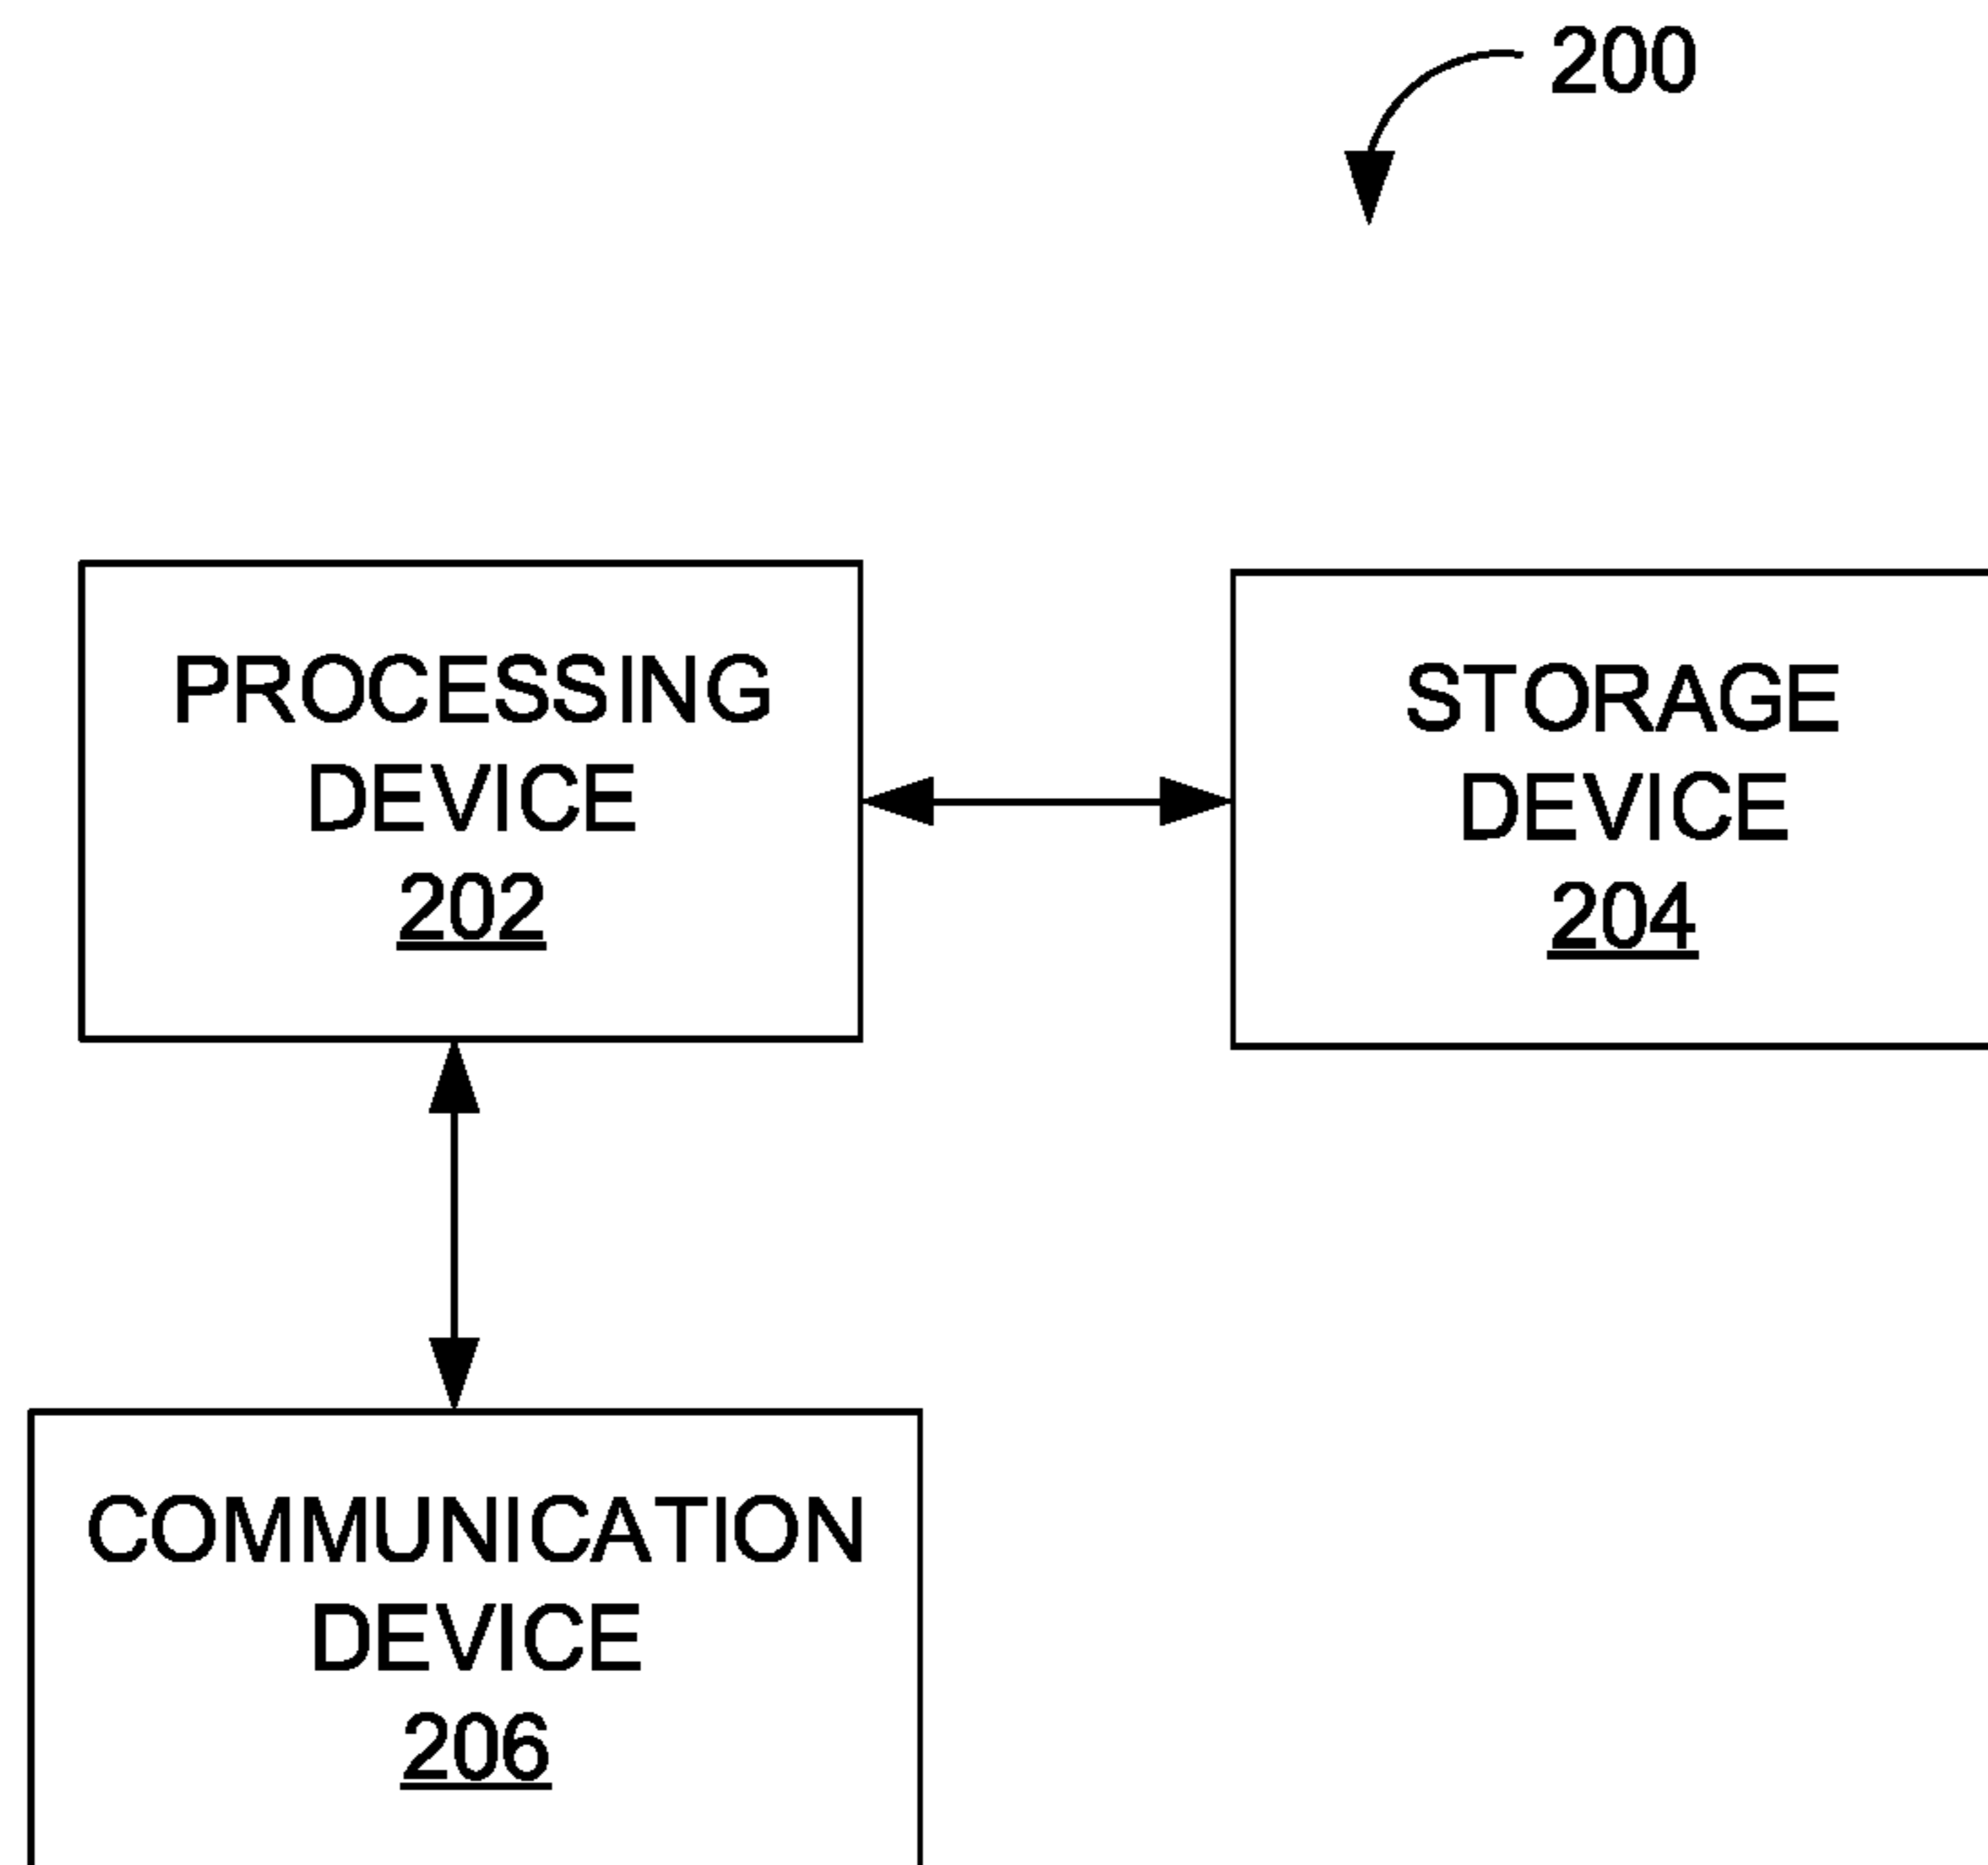 200
PROCESSING
DEVICE
202
STORAGE
DEVICE
204
COMMUNICATION
DEVICE
206